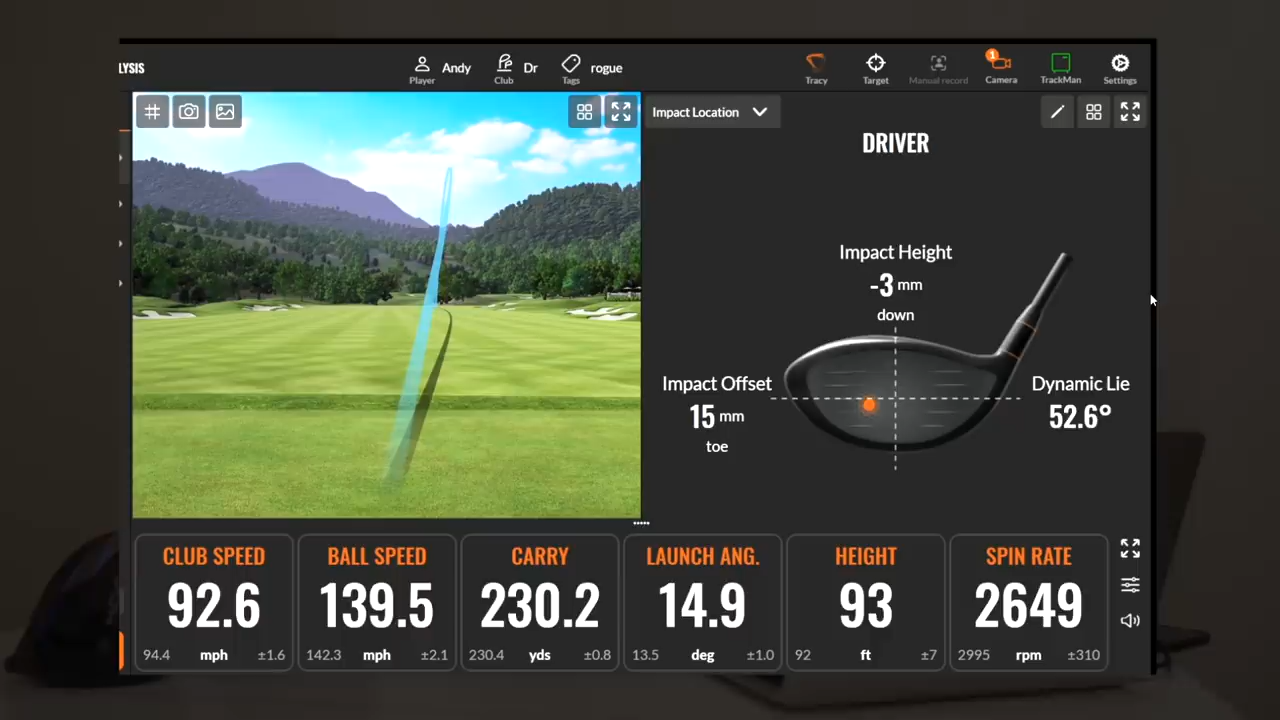 LYSIS
Player
Andy
Club
Dr
Tags
rogue
Tracy
Target
Manual record
1
Camera
TrackMan
Settings
Impact Location
DRIVER
Impact Height
-3 mm
down
Impact Offset
15 mm
toe
Dynamic Lie
52.6°
CLUB SPEED
92.6
94.4 mph ±1.6
BALL SPEED
139.5
142.3 mph ±2.1
CARRY
230.2
230.4 yds ±0.8
LAUNCH ANG.
14.9
13.5 deg ±1.0
HEIGHT
93
92 ft ±7
SPIN RATE
2649
2995 rpm ±310